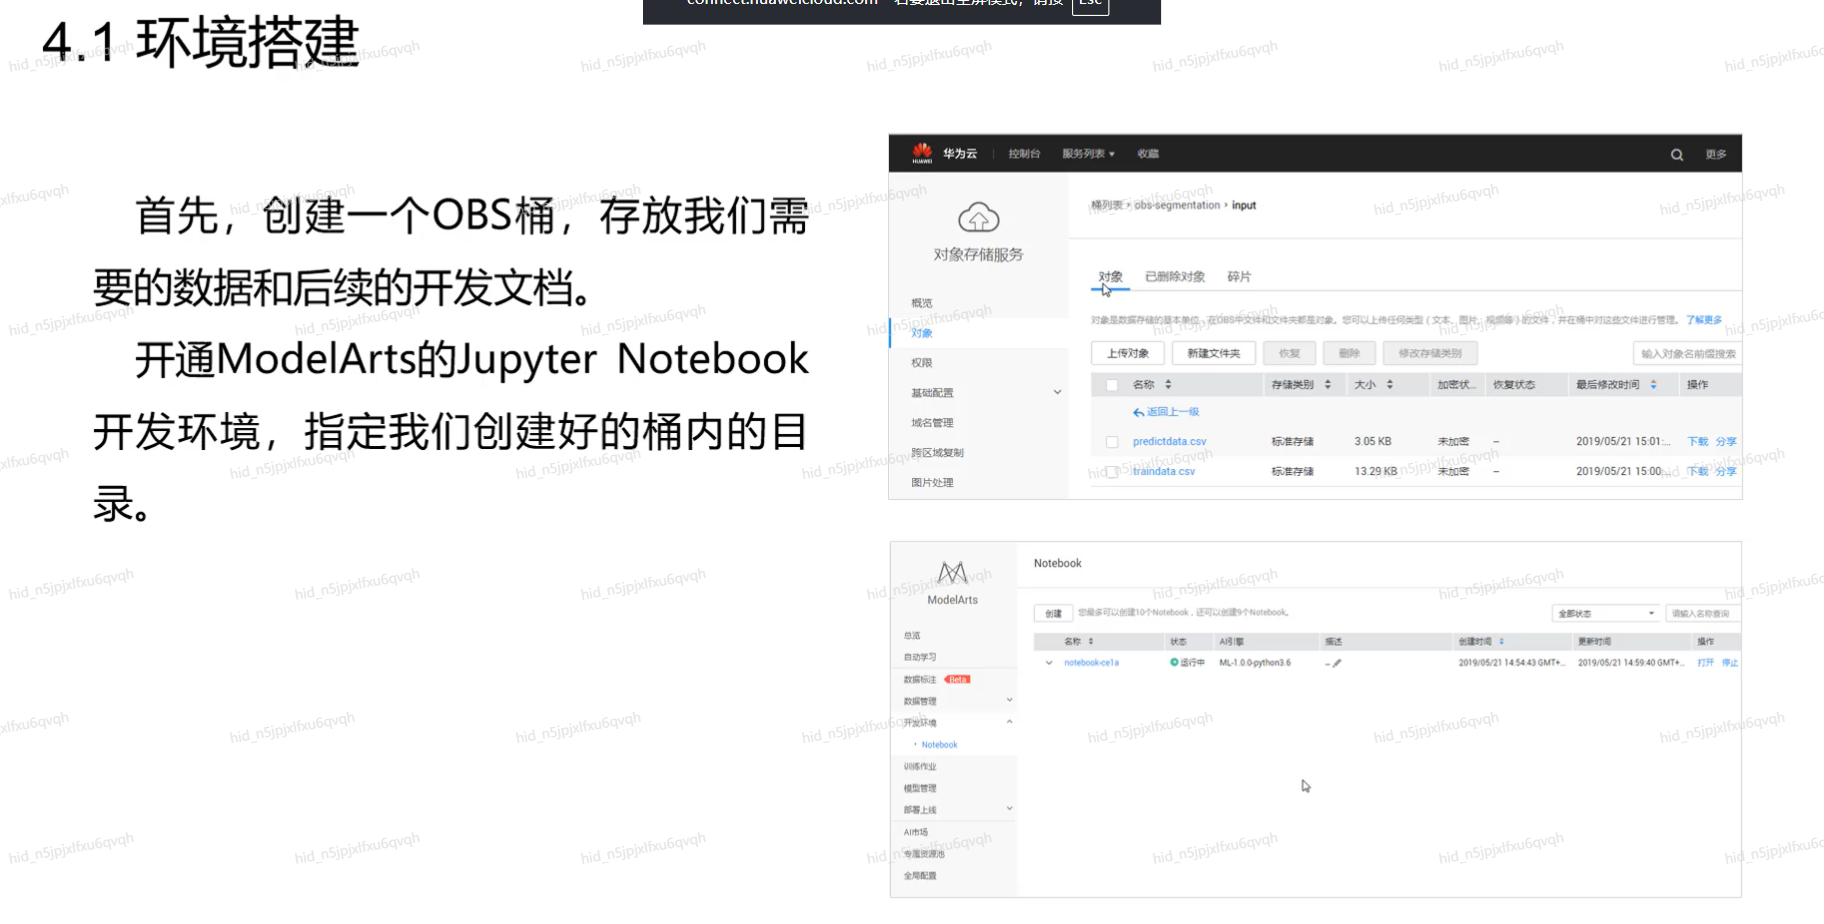 4.1 环境搭建
首先，创建一个OBS桶，存放我们需
要的数据和后续的开发文档。
开通ModelArts的Jupyter Notebook
开发环境，指定我们创建好的桶内的目
录。
Esc
HUAWEI 华为云 控制台 服务列表 收藏 更多
对象存储服务
概览
对象
权限
基础配置
域名管理
跨区域复制
图片处理
桶列表 › obs-segmentation › input
对象 已删除对象 碎片
对象是数据存储的基本单位，在OBS中文件和文件夹都是对象。您可以上传任何类型（文本、图片、视频等）的文件，并在桶中对这些文件进行管理。 了解更多
上传对象 新建文件夹 恢复 删除 修改存储类别 输入对象名前缀搜索
名称 存储类别 大小 加密状... 恢复状态 最后修改时间 操作
返回上一级
predictdata.csv 标准存储 3.05 KB 未加密 -- 2019/05/21 15:01:... 下载 分享
traindata.csv 标准存储 13.29 KB 未加密 -- 2019/05/21 15:00:... 下载 分享
ModelArts
总览
自动学习
数据标注 Beta
数据管理
开发环境
Notebook
训练作业
模型管理
部署上线
AI市场
专属资源池
全局配置
Notebook
创建 您最多可以创建10个Notebook，还可以创建9个Notebook。 全部状态 请输入名称查询
名称 状态 AI引擎 描述 创建时间 更新时间 操作
notebook-ce1a 运行中 ML-1.0.0-python3.6 -- 2019/05/21 14:54:43 GMT+... 2019/05/21 14:59:40 GMT+... 打开 停止
hid_n5jpjxlfxu6qvqh